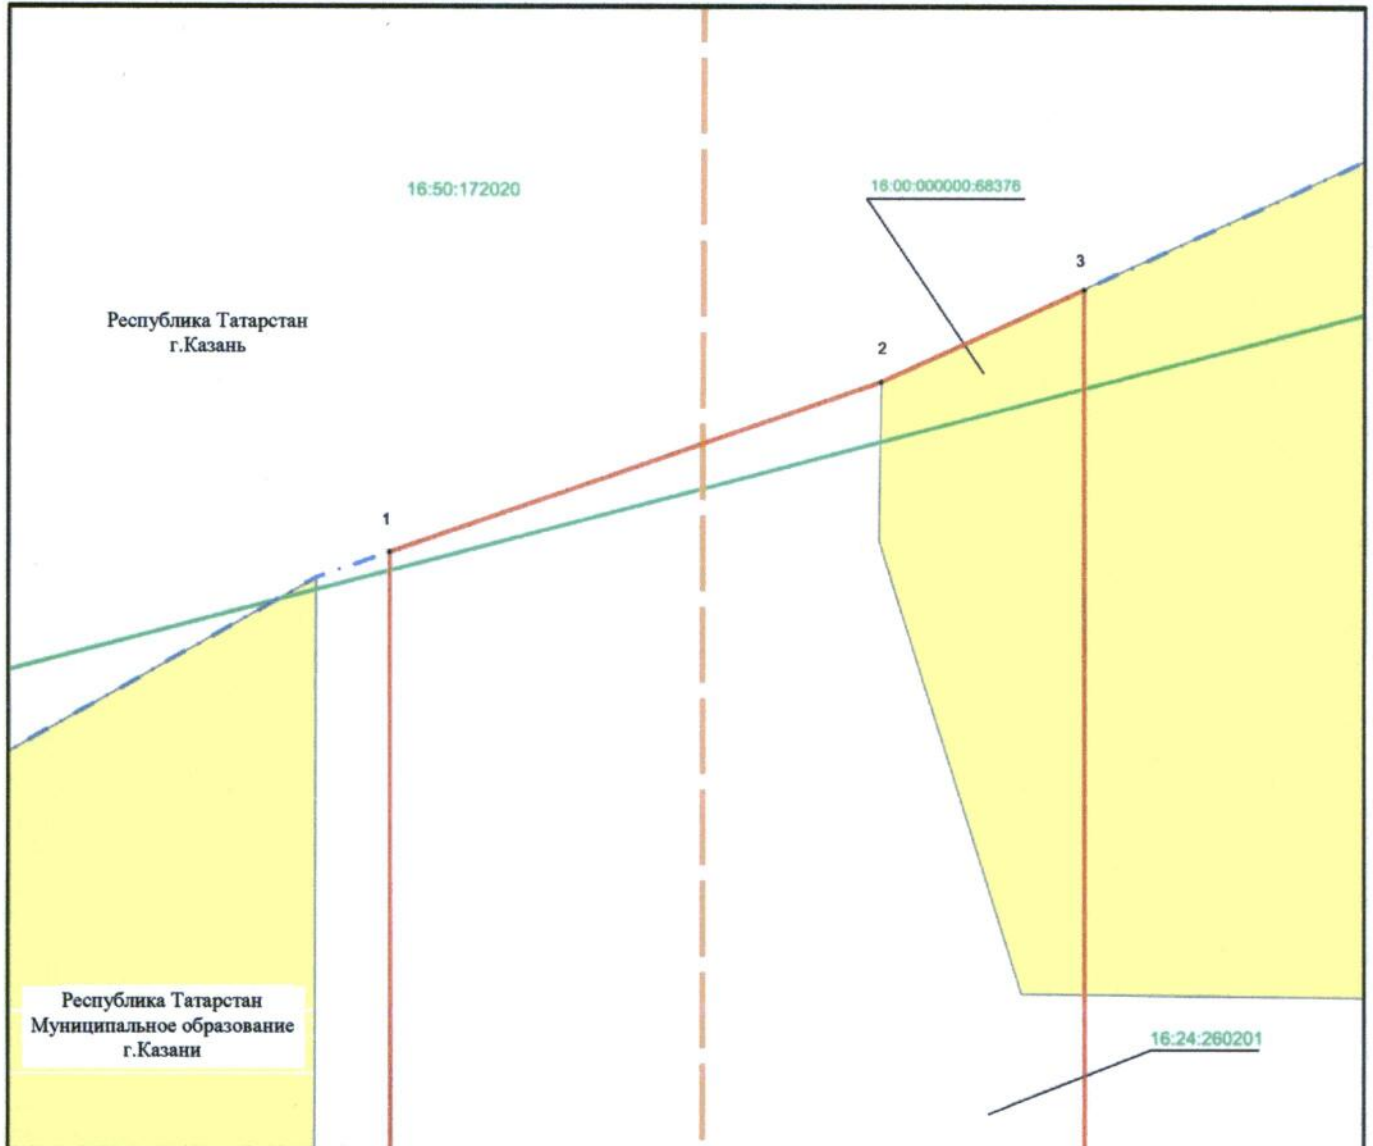 16:50:172020
16:00:000000:68376
3
Республика Татарстан
г.Казань
2
1
Республика Татарстан
Муниципальное образование
г.Казани
16:24:260201